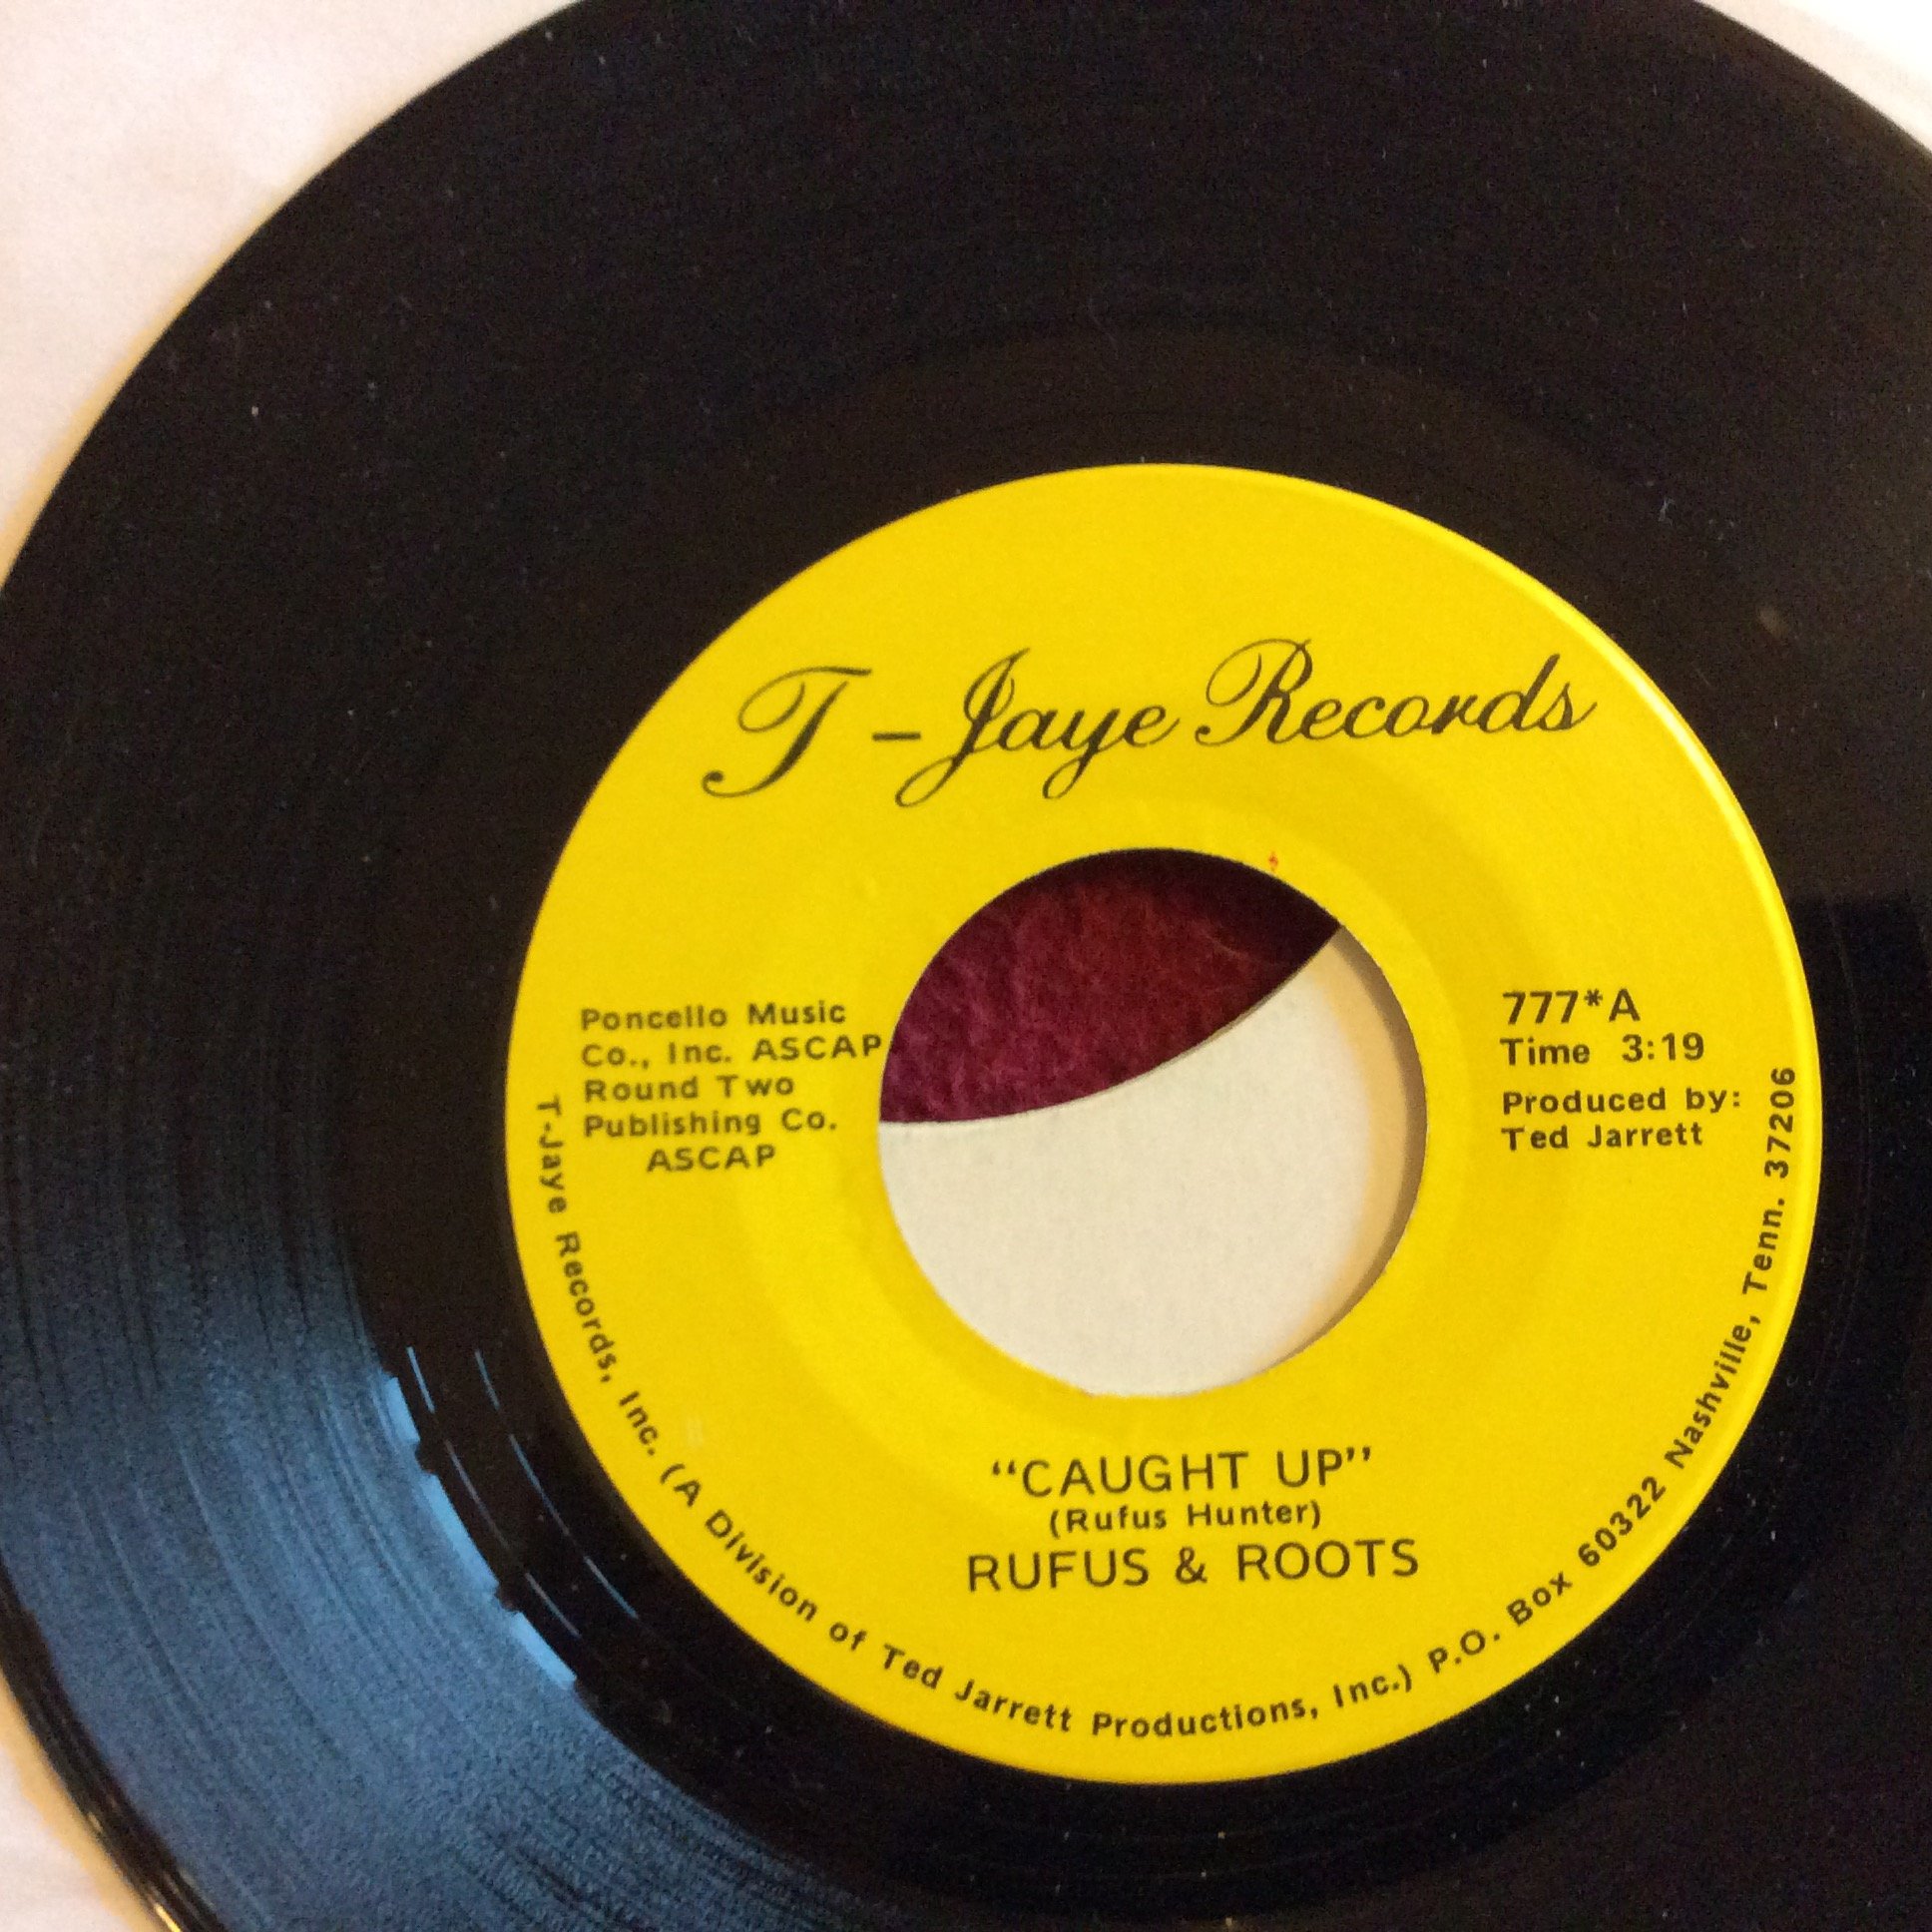 T-Jaye Records
Poncello Music
Co., Inc. ASCAP
Round Two
Publishing Co.
ASCAP
777*A
Time 3:19
Produced by:
Ted Jarrett
"CAUGHT UP"
(Rufus Hunter)
RUFUS & ROOTS
T-Jaye Records, Inc. (A Division of Ted Jarrett Productions, Inc.) P.O. Box 60322 Nashville, Tenn. 37206